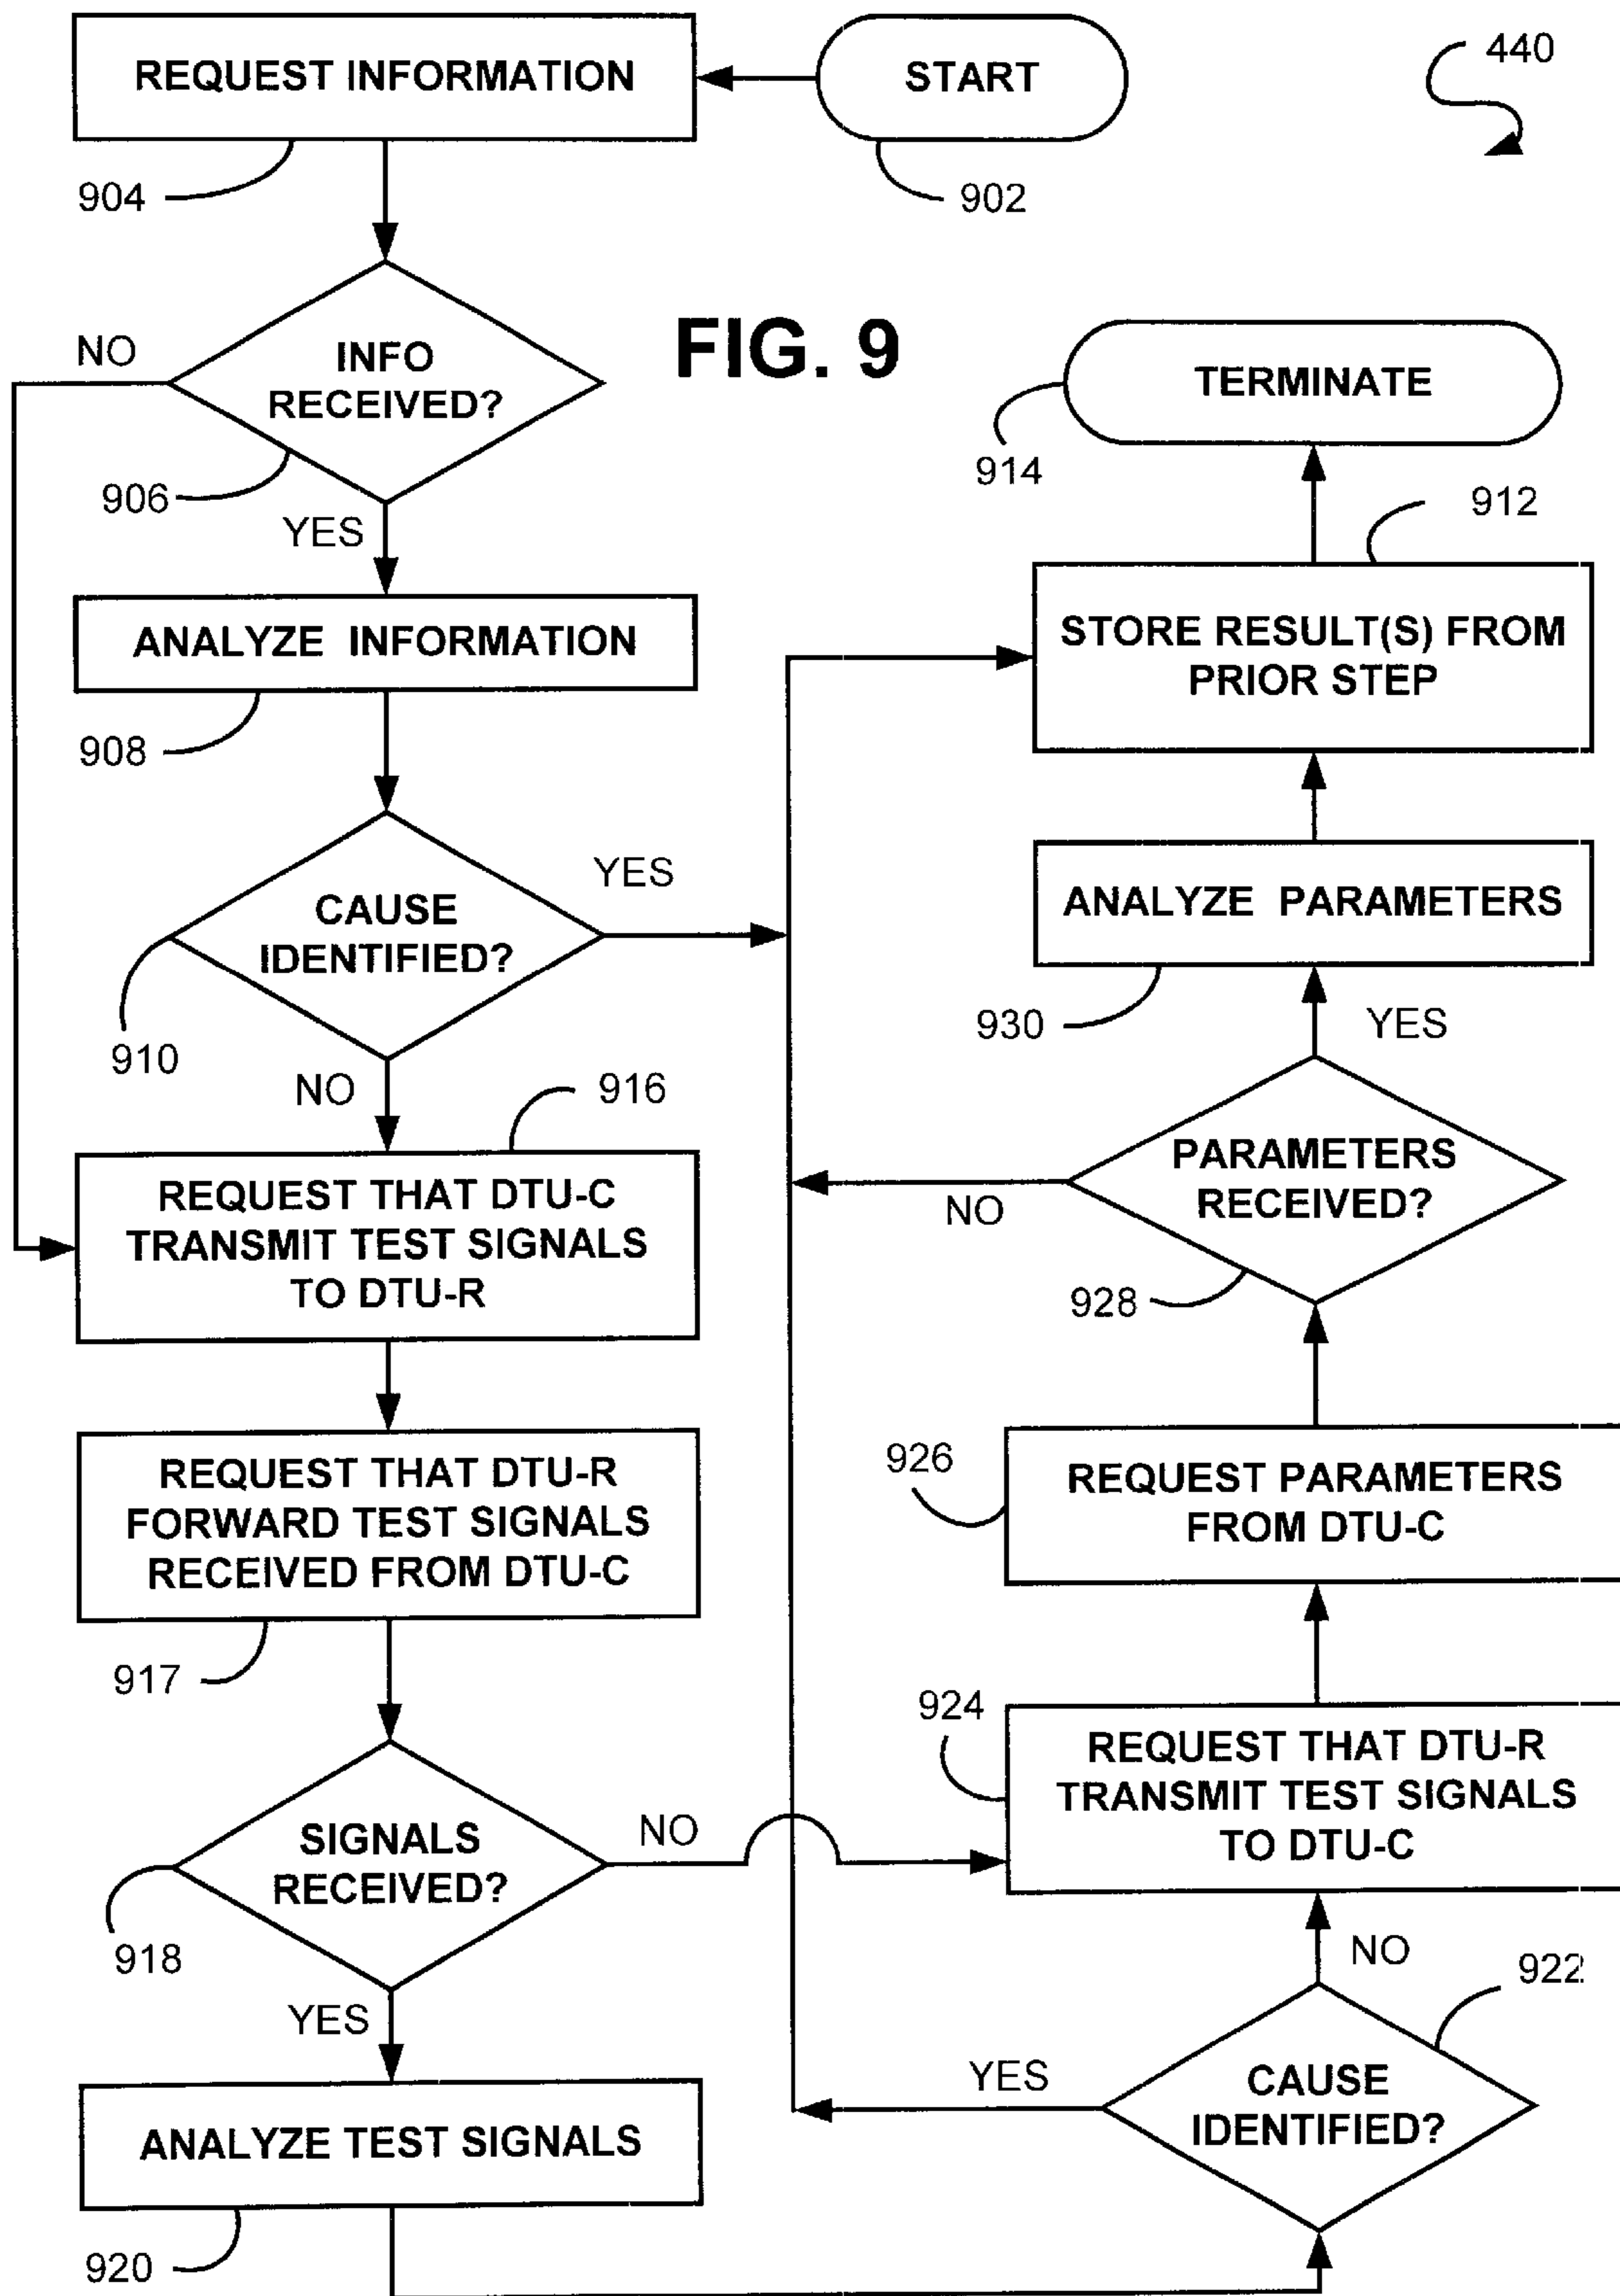 REQUEST INFORMATION
START
440
904
902
FIG. 9
NO
INFO
RECEIVED?
TERMINATE
906
914
YES
912
ANALYZE INFORMATION
STORE RESULT(S) FROM
PRIOR STEP
908
YES
CAUSE
IDENTIFIED?
ANALYZE PARAMETERS
910
930
YES
NO
916
REQUEST THAT DTU-C
TRANSMIT TEST SIGNALS
TO DTU-R
PARAMETERS
RECEIVED?
NO
928
REQUEST THAT DTU-R
FORWARD TEST SIGNALS
RECEIVED FROM DTU-C
926
REQUEST PARAMETERS
FROM DTU-C
917
924
REQUEST THAT DTU-R
TRANSMIT TEST SIGNALS
TO DTU-C
SIGNALS
RECEIVED?
NO
918
NO
922
YES
YES
CAUSE
IDENTIFIED?
ANALYZE TEST SIGNALS
920